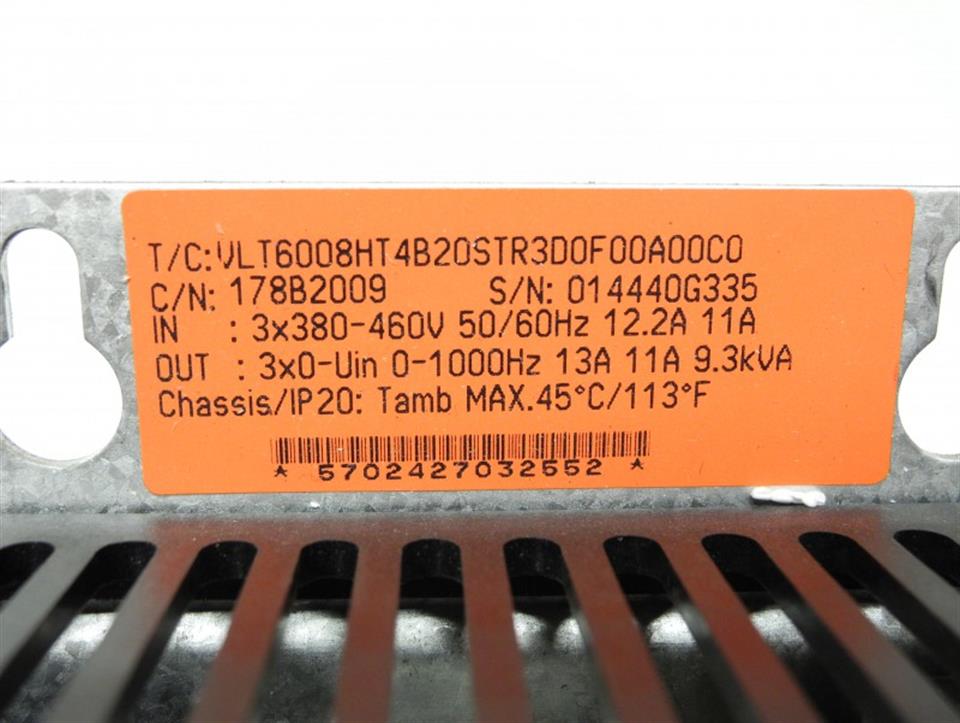 T/C:VLT6008HT4B20STR3D0F00A00C0
C/N: 178B2009 S/N: 014440G335
IN : 3x380-460V 50/60Hz 12.2A 11A
OUT : 3x0-Uin 0-1000Hz 13A 11A 9.3kVA
Chassis/IP20: Tamb MAX.45°C/113°F
* 5702427032552 *